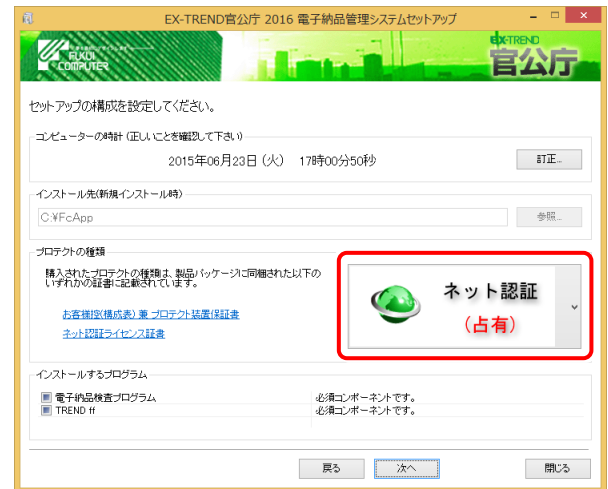 EX-TREND官公庁 2016 電子納品管理システムセットアップ
FUKUI
COMPUTER
EXTREND
官公庁
セットアップの構成を設定してください。
コンピューターの時計 (正しいことを確認して下さい)
2015年06月23日 (火) 17時00分50秒
訂正...
インストール先(新規インストール時)
C:¥FcApp
参照...
プロテクトの種類
購入されたプロテクトの種類は、製品パッケージに同梱された以下の
いずれかの証書に記載されています。
お客様控(構成表) 兼 プロテクト装置保証書
ネット認証ライセンス証書
ネット認証
(占有)
インストールするプログラム
電子納品検査プログラム 必須コンポーネントです。
TREND ff 必須コンポーネントです。
戻る 次へ 閉じる